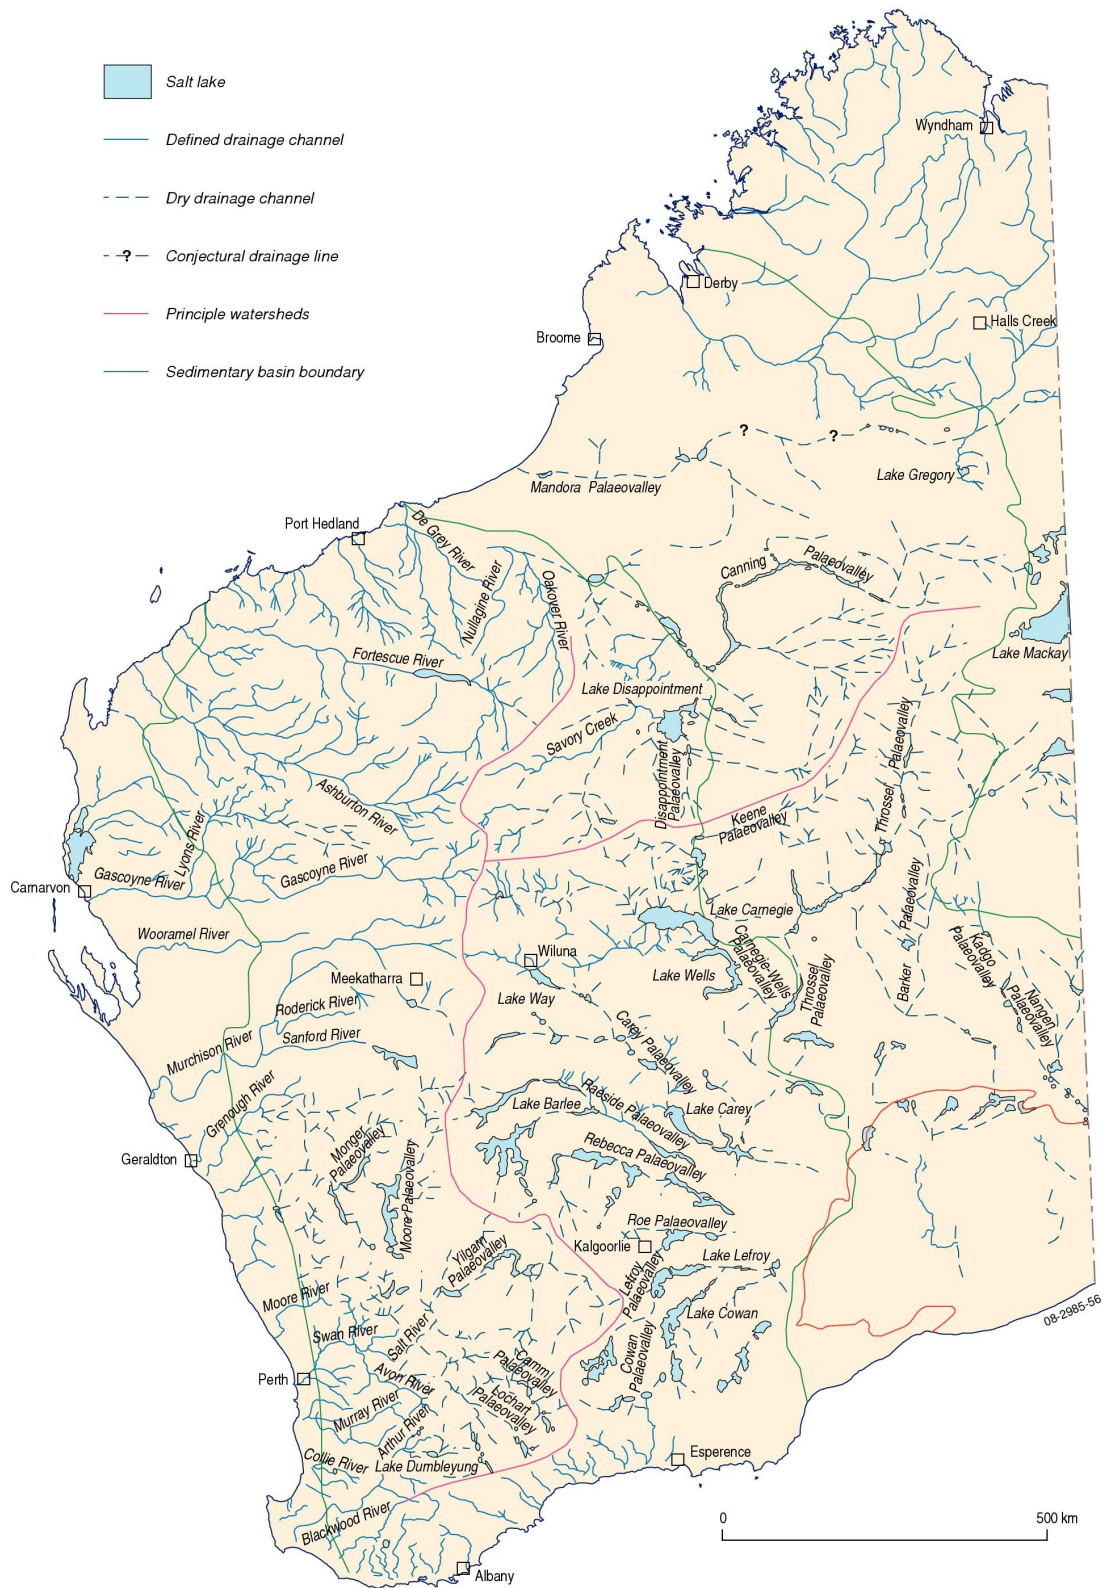 Salt lake
Defined drainage channel
Dry drainage channel
?
Conjectural drainage line
Principle watersheds
Sedimentary basin boundary
Wyndham
Derby
Halls Creek
Broome
?
?
Lake Gregory
Mandora Palaeovalley
Port Hedland
De Grey River
Nullagine River
Oakover River
Canning Palaeovalley
Fortescue River
Lake Mackay
Lake Disappointment
Savory Creek
Disappointment
Palaeovalley
Throssel Palaeovalley
Ashburton River
Keene
Palaeovalley
Lyons River
Gascoyne River
Gascoyne River
Carnarvon
Lake Carnegie
Barker Palaeovalley
Wooramel River
Wiluna
Carnegie-Wells
Palaeovalley
Kadgo
Palaeovalley
Meekatharra
Lake Wells
Lake Way
Throssel
Palaeovalley
Nangen
Palaeovalley
Roderick River
Sanford River
Murchison River
Carey Palaeovalley
Grenough River
Lake Barlee
Raeside Palaeovalley
Lake Carey
Monger
Palaeovalley
Moore Palaeovalley
Rebecca Palaeovalley
Geraldton
Roe Palaeovalley
Kalgoorlie
Yilgarn
Palaeovalley
Lake Lefroy
Lefroy
Palaeovalley
Moore River
Lake Cowan
08-2985-56
Swan River
Salt River
Cowan
Palaeovalley
Perth
Avon River
Camm
Palaeovalley
Lochart
Palaeovalley
Murray River
Arthur River
Collie River
Lake Dumbleyung
Esperence
Blackwood River
0 500 km
Albany